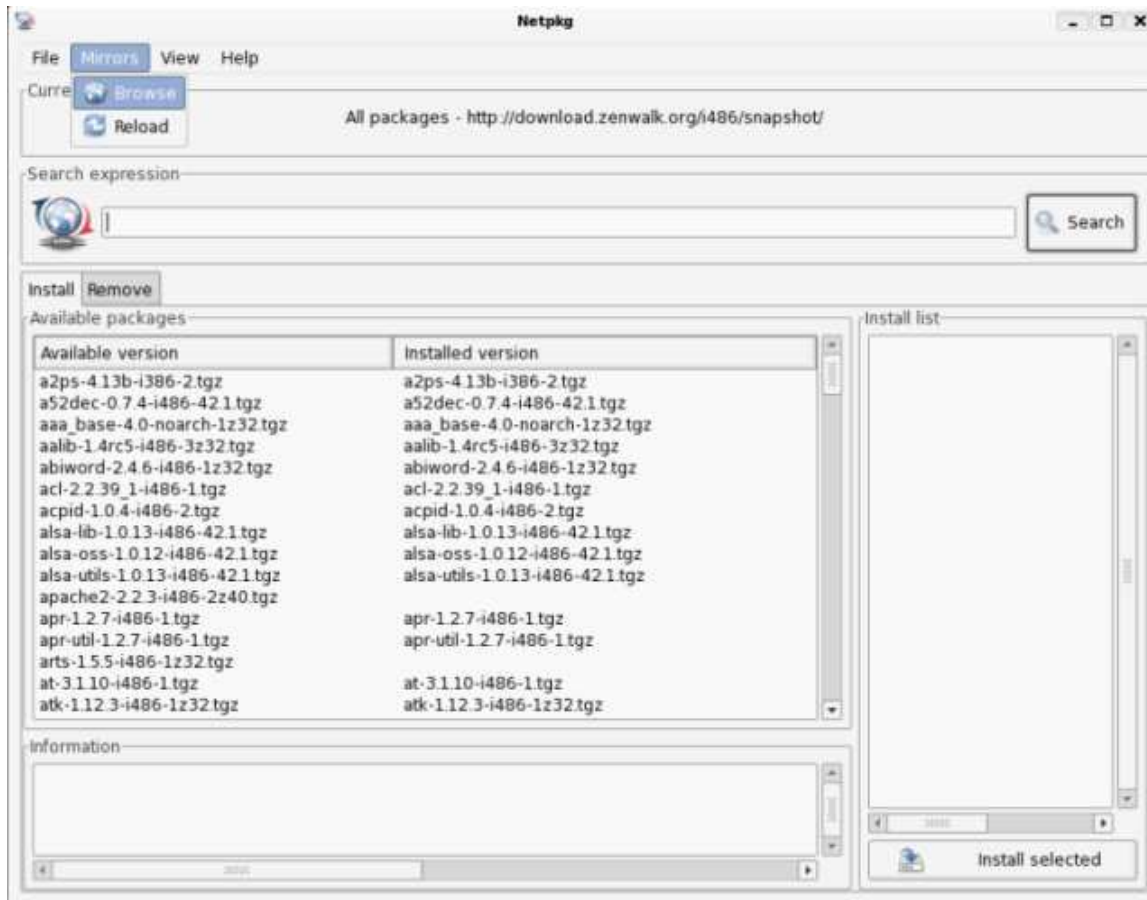 Netpkg
File Mirrors View Help
Curre
Browse
Reload
All packages - http://download.zenwalk.org/i486/snapshot/
Search expression
Search
Install Remove
Available packages
Available version Installed version
a2ps-4.13b-i386-2.tgz a2ps-4.13b-i386-2.tgz
a52dec-0.7.4-i486-42.1.tgz a52dec-0.7.4-i486-42.1.tgz
aaa_base-4.0-noarch-1z32.tgz aaa_base-4.0-noarch-1z32.tgz
aalib-1.4rc5-i486-3z32.tgz aalib-1.4rc5-i486-3z32.tgz
abiword-2.4.6-i486-1z32.tgz abiword-2.4.6-i486-1z32.tgz
acl-2.2.39_1-i486-1.tgz acl-2.2.39_1-i486-1.tgz
acpid-1.0.4-i486-2.tgz acpid-1.0.4-i486-2.tgz
alsa-lib-1.0.13-i486-42.1.tgz alsa-lib-1.0.13-i486-42.1.tgz
alsa-oss-1.0.12-i486-42.1.tgz alsa-oss-1.0.12-i486-42.1.tgz
alsa-utils-1.0.13-i486-42.1.tgz alsa-utils-1.0.13-i486-42.1.tgz
apache2-2.2.3-i486-2z40.tgz
apr-1.2.7-i486-1.tgz apr-1.2.7-i486-1.tgz
apr-util-1.2.7-i486-1.tgz apr-util-1.2.7-i486-1.tgz
arts-1.5.5-i486-1z32.tgz
at-3.1.10-i486-1.tgz at-3.1.10-i486-1.tgz
atk-1.12.3-i486-1z32.tgz atk-1.12.3-i486-1z32.tgz
Install list
Information
Install selected